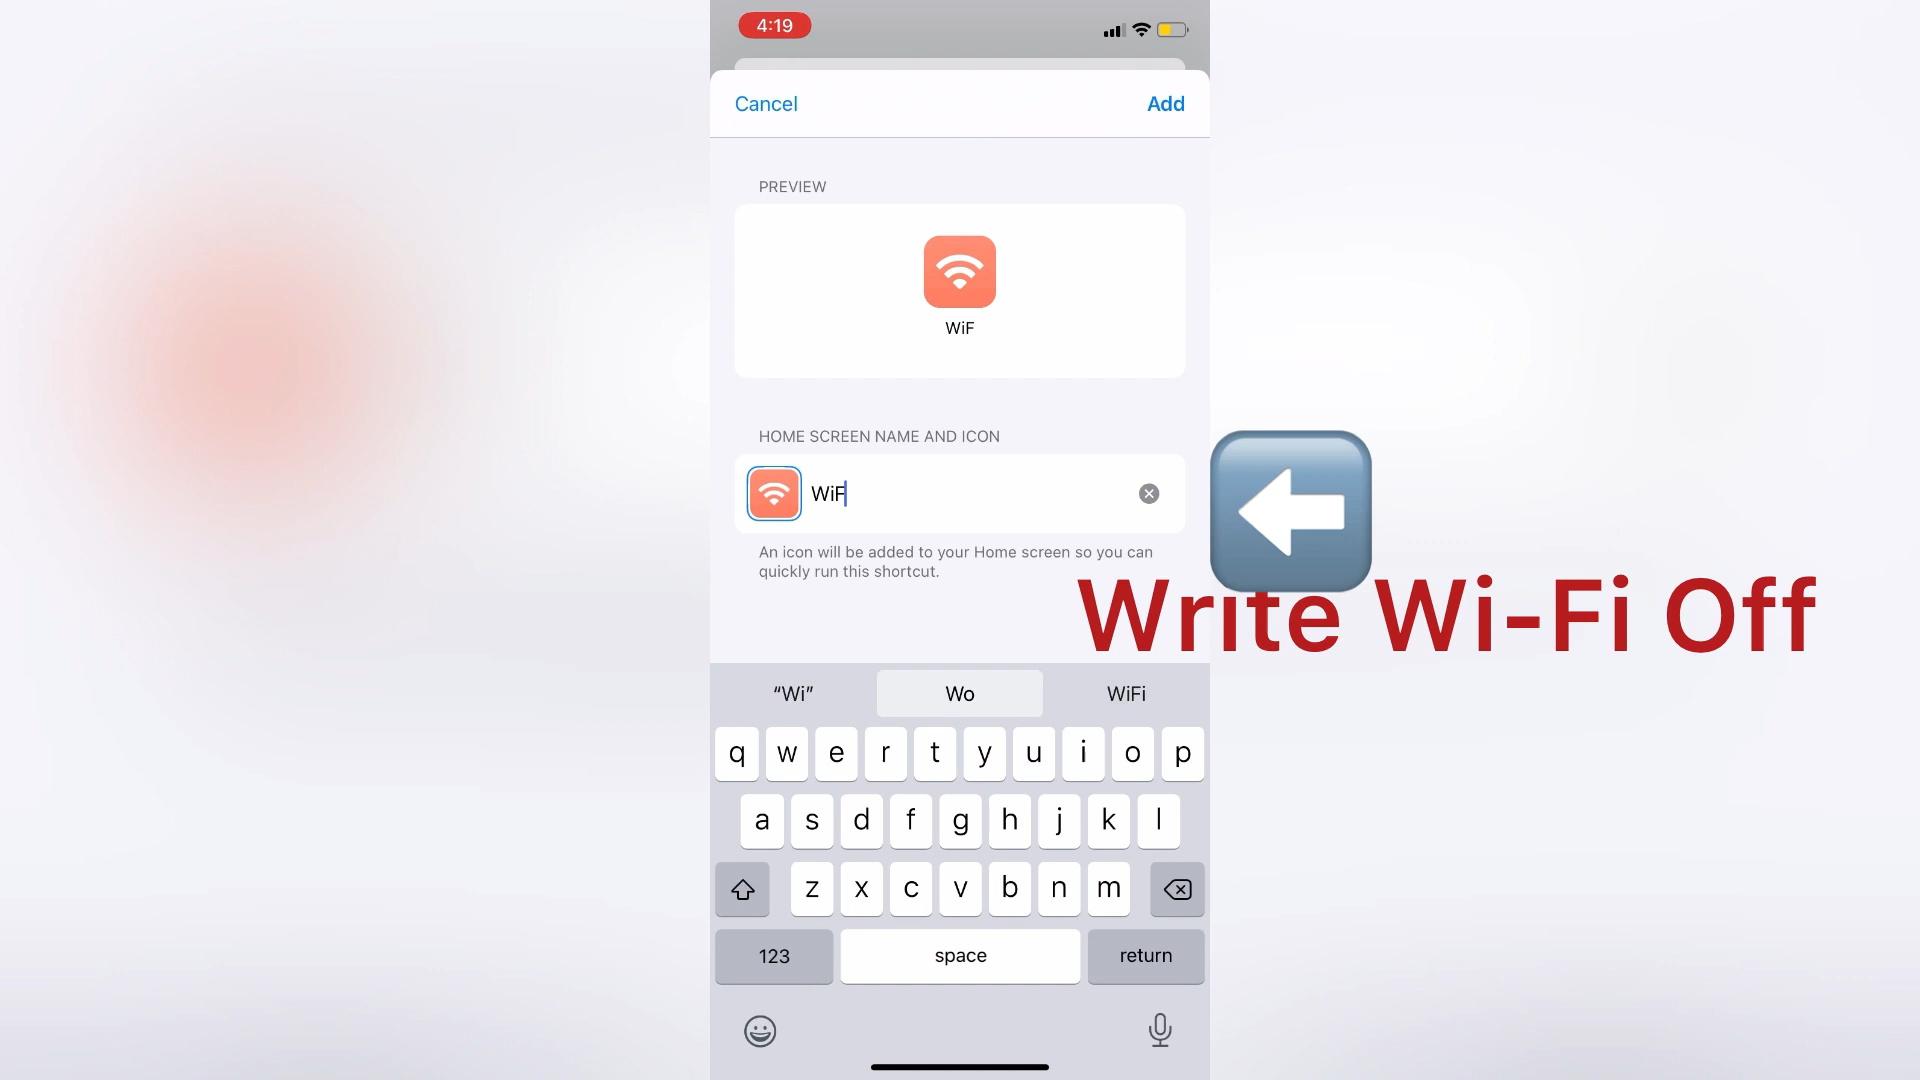 4:19
Cancel
Add
PREVIEW
WiF
HOME SCREEN NAME AND ICON
WiF
An icon will be added to your Home screen so you can
quickly run this shortcut.
Write Wi-Fi Off
“Wi”
Wo
WiFi
q w e r t y u i o p
a s d f g h j k l
z x c v b n m
123
space
return